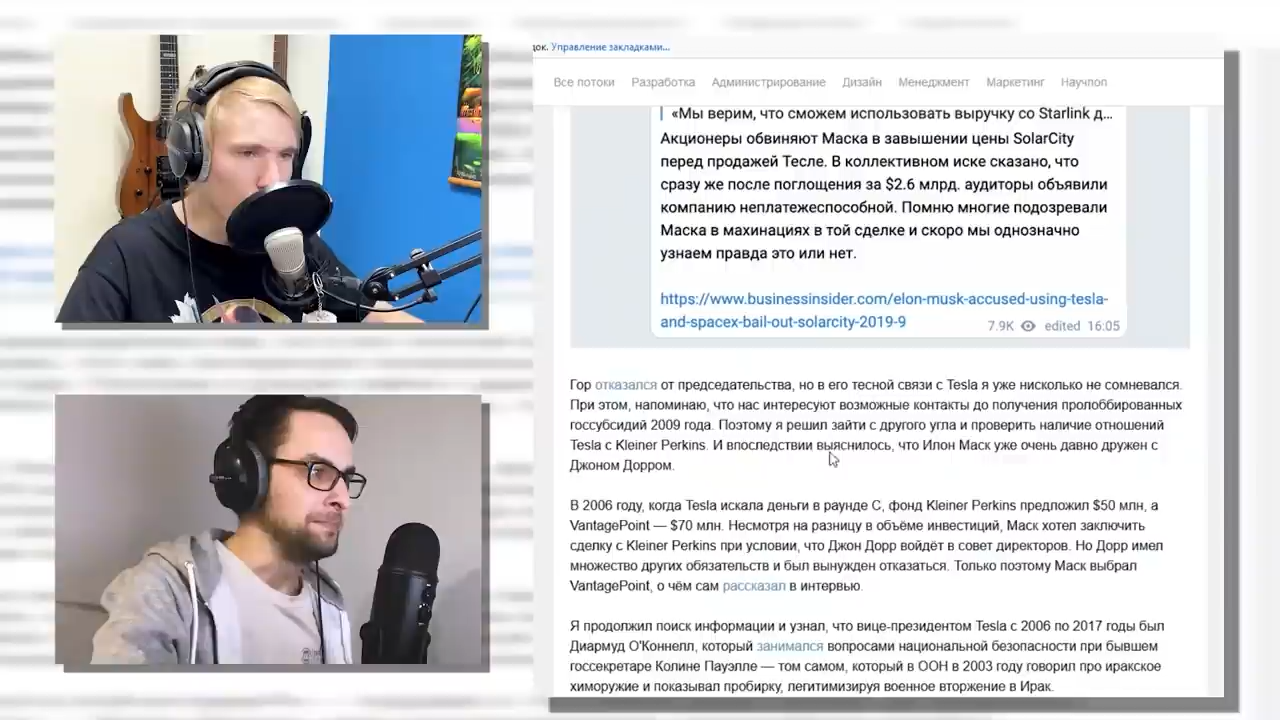 док. Управление закладками...
Все потоки Разработка Администрирование Дизайн Менеджмент Маркетинг Научпоп
«Мы верим, что сможем использовать выручку со Starlink д...
Акционеры обвиняют Маска в завышении цены SolarCity
перед продажей Тесле. В коллективном иске сказано, что
сразу же после поглощения за $2.6 млрд. аудиторы объявили
компанию неплатежеспособной. Помню многие подозревали
Маска в махинациях в той сделке и скоро мы однозначно
узнаем правда это или нет.
https://www.businessinsider.com/elon-musk-accused-using-tesla-
and-spacex-bail-out-solarcity-2019-9
7.9K edited 16:05
Гор отказался от председательства, но в его тесной связи с Tesla я уже нисколько не сомневался.
При этом, напоминаю, что нас интересуют возможные контакты до получения пролоббированных
госсубсидий 2009 года. Поэтому я решил зайти с другого угла и проверить наличие отношений
Tesla с Kleiner Perkins. И впоследствии выяснилось, что Илон Маск уже очень давно дружен с
Джоном Дорром.
В 2006 году, когда Tesla искала деньги в раунде C, фонд Kleiner Perkins предложил $50 млн, а
VantagePoint — $70 млн. Несмотря на разницу в объёме инвестиций, Маск хотел заключить
сделку с Kleiner Perkins при условии, что Джон Дорр войдёт в совет директоров. Но Дорр имел
множество других обязательств и был вынужден отказаться. Только поэтому Маск выбрал
VantagePoint, о чём сам рассказал в интервью.
Я продолжил поиск информации и узнал, что вице-президентом Tesla с 2006 по 2017 годы был
Диармуд О'Коннелл, который занимался вопросами национальной безопасности при бывшем
госсекретаре Колине Пауэлле — том самом, который в ООН в 2003 году говорил про иракское
химоружие и показывал пробирку, легитимизируя военное вторжение в Ирак.